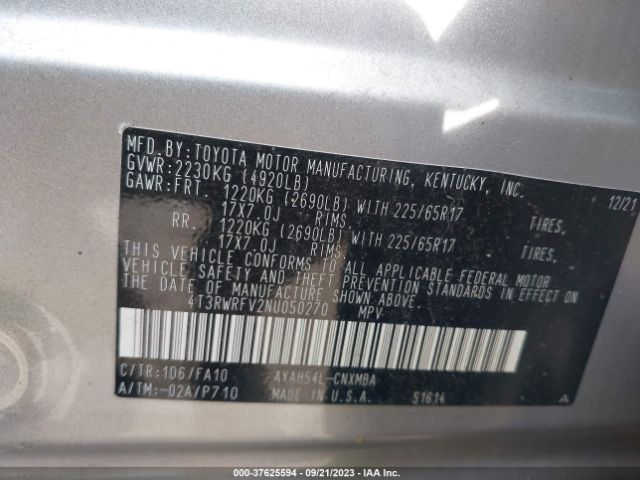 MFD. BY: TOYOTA MOTOR MANUFACTURING, KENTUCKY, INC.
GVWR: 2230KG (4920LB) 12/21
GAWR: FRT. 1220KG (2690LB) WITH 225/65R17 TIRES,
17X7.0J RIMS,
RR. 1220KG (2690LB) WITH 225/65R17 TIRES,
17X7.0J RIMS,
THIS VEHICLE CONFORMS TO ALL APPLICABLE FEDERAL MOTOR
VEHICLE SAFETY AND THEFT PREVENTION STANDARDS IN EFFECT ON
THE DATE OF MANUFACTURE SHOWN ABOVE.
4T3RWRFV2NU050270 MPV
C/TR: 1D6/FA10 AXAH54L-CNXMBA
A/TM: -02A/P710 MADE IN U.S.A. S1614 A
000-37625594 - 09/21/2023 - IAA Auctions